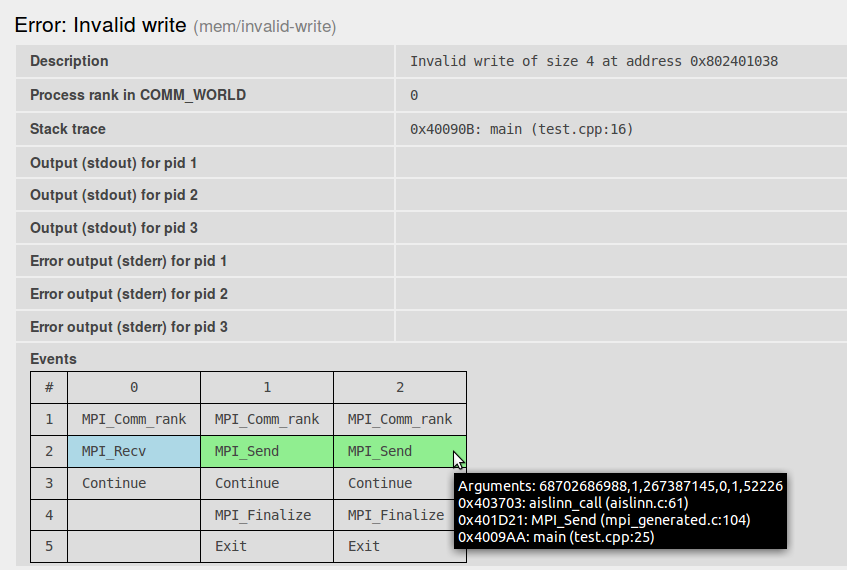 Error: Invalid write (mem/invalid-write)
Description Invalid write of size 4 at address 0x802401038
Process rank in COMM_WORLD 0
Stack trace 0x40090B: main (test.cpp:16)
Output (stdout) for pid 1
Output (stdout) for pid 2
Output (stdout) for pid 3
Error output (stderr) for pid 1
Error output (stderr) for pid 2
Error output (stderr) for pid 3
Events
# 0 1 2
1 MPI_Comm_rank MPI_Comm_rank MPI_Comm_rank
2 MPI_Recv MPI_Send MPI_Send
3 Continue Continue Continue
4 MPI_Finalize MPI_Finalize
5 Exit Exit
Arguments: 68702686988,1,267387145,0,1,52226
0x403703: aislinn_call (aislinn.c:61)
0x401D21: MPI_Send (mpi_generated.c:104)
0x4009AA: main (test.cpp:25)